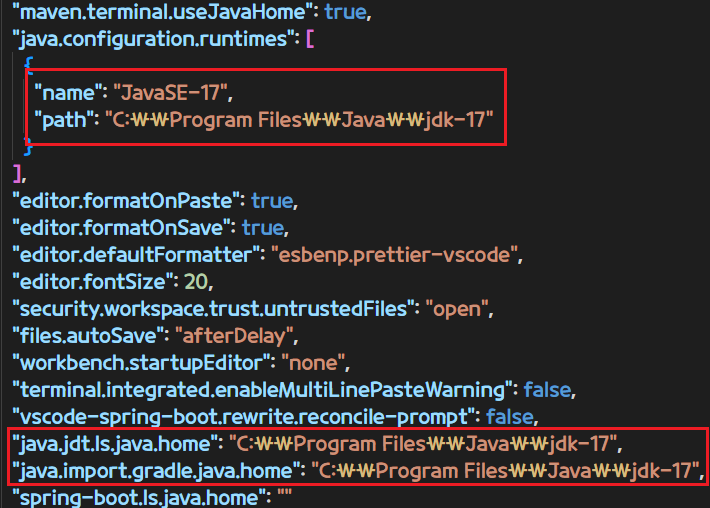 "maven.terminal.useJavaHome": true,
"java.configuration.runtimes": [
{
"name": "JavaSE-17",
"path": "C:₩₩Program Files₩₩Java₩₩jdk-17"
}
],
"editor.formatOnPaste": true,
"editor.formatOnSave": true,
"editor.defaultFormatter": "esbenp.prettier-vscode",
"editor.fontSize": 20,
"security.workspace.trust.untrustedFiles": "open",
"files.autoSave": "afterDelay",
"workbench.startupEditor": "none",
"terminal.integrated.enableMultiLinePasteWarning": false,
"vscode-spring-boot.rewrite.reconcile-prompt": false,
"java.jdt.ls.java.home": "C:₩₩Program Files₩₩Java₩₩jdk-17",
"java.import.gradle.java.home": "C:₩₩Program Files₩₩Java₩₩jdk-17",
"spring-boot.ls.java.home": ""